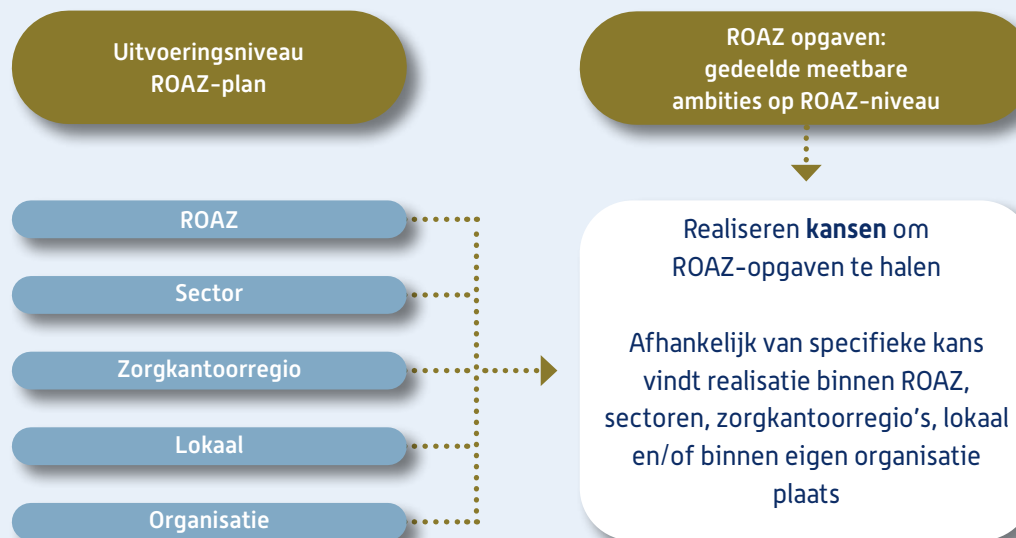 Uitvoeringsniveau
ROAZ-plan
ROAZ
Sector
Zorgkantoorregio
Lokaal
Organisatie
ROAZ opgaven:
gedeelde meetbare
ambities op ROAZ-niveau
Realiseren kansen om
ROAZ-opgaven te halen
Afhankelijk van specifieke kans
vindt realisatie binnen ROAZ,
sectoren, zorgkantoorregio's, lokaal
en/of binnen eigen organisatie
plaats